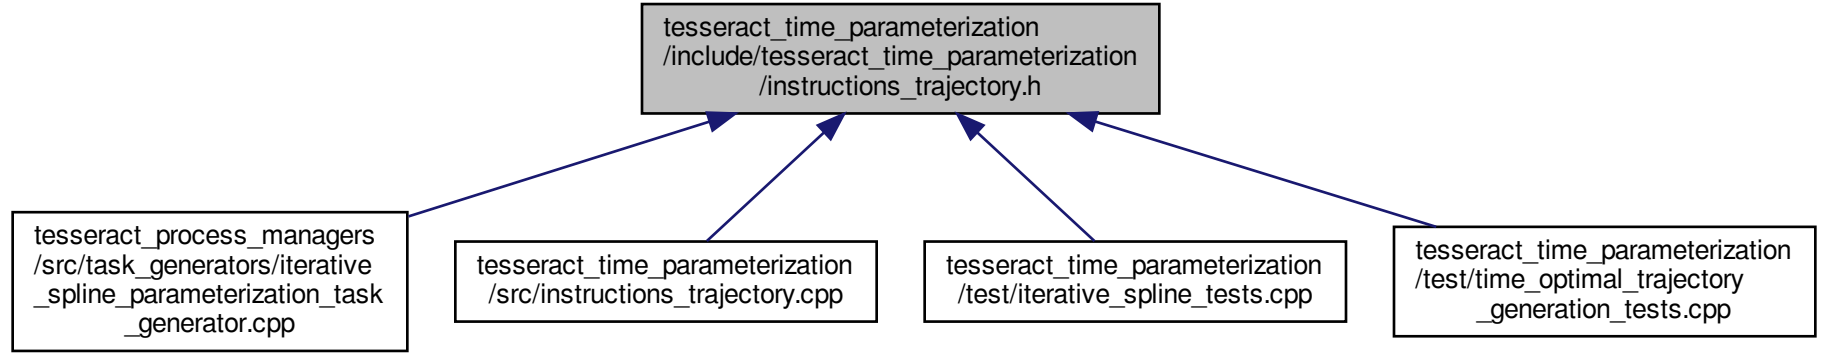 tesseract_time_parameterization
/include/tesseract_time_parameterization
/instructions_trajectory.h
tesseract_process_managers
/src/task_generators/iterative
_spline_parameterization_task
_generator.cpp
tesseract_time_parameterization
/src/instructions_trajectory.cpp
tesseract_time_parameterization
/test/iterative_spline_tests.cpp
tesseract_time_parameterization
/test/time_optimal_trajectory
_generation_tests.cpp